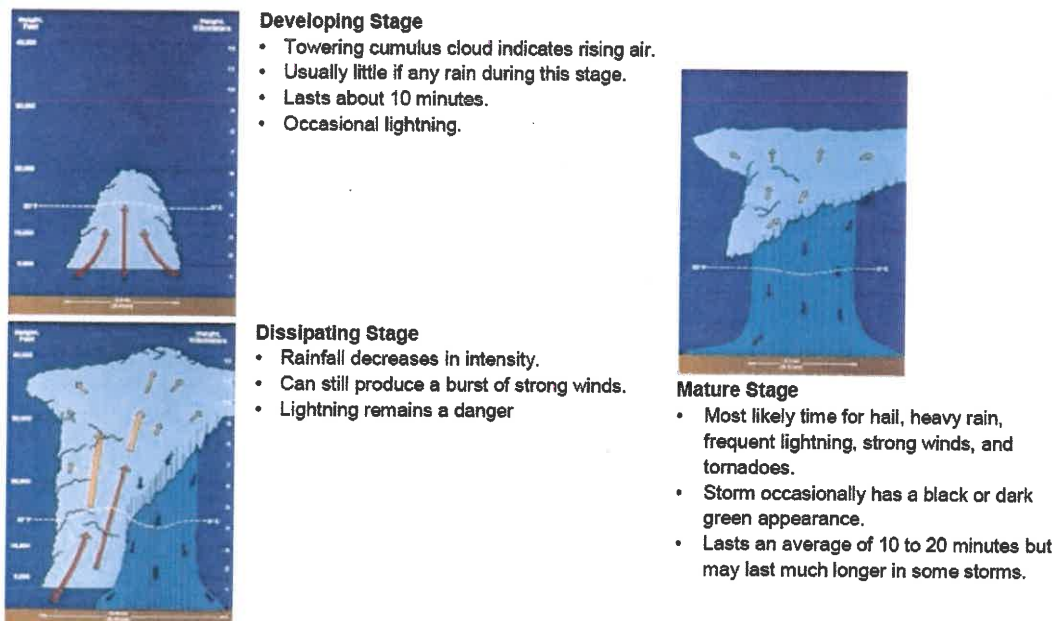 Developing Stage
• Towering cumulus cloud indicates rising air.
• Usually little if any rain during this stage.
• Lasts about 10 minutes.
• Occasional lightning.
Dissipating Stage
• Rainfall decreases in intensity.
• Can still produce a burst of strong winds.
• Lightning remains a danger
Mature Stage
• Most likely time for hail, heavy rain,
frequent lightning, strong winds, and
tornadoes.
• Storm occasionally has a black or dark
green appearance.
• Lasts an average of 10 to 20 minutes but
may last much longer in some storms.